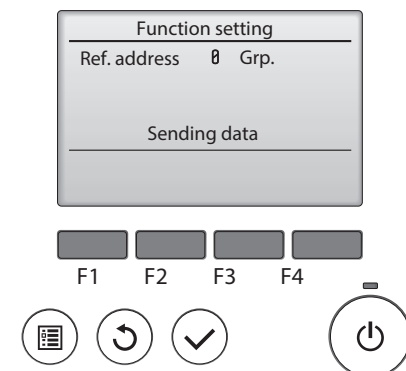 Function setting
Ref. address 0 Grp.
Sending data
F1 F2 F3 F4